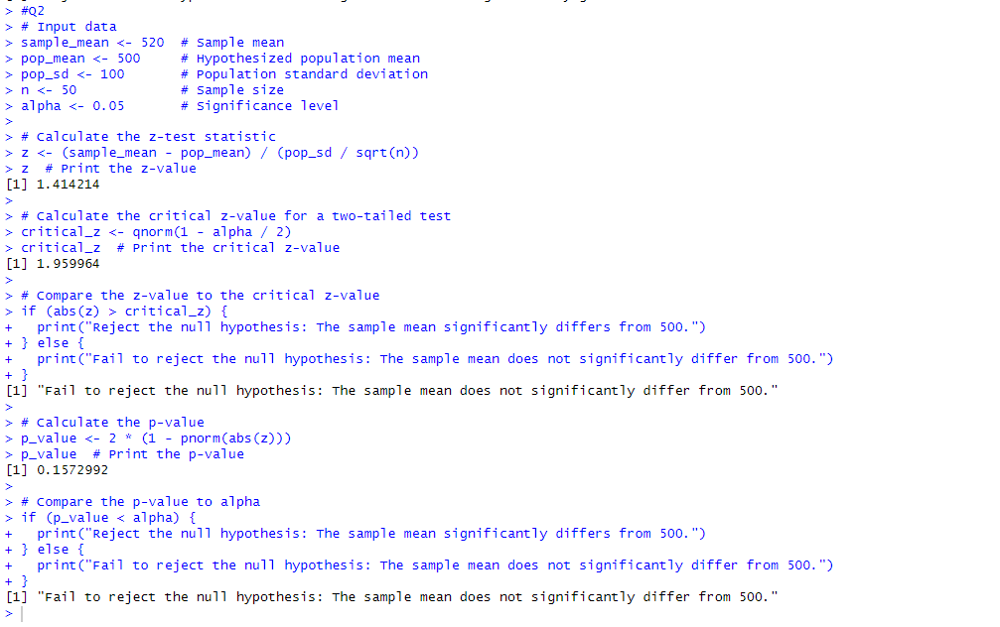 > #Q2
> # Input data
> sample_mean <- 520  # Sample mean
> pop_mean <- 500     # Hypothesized population mean
> pop_sd <- 100       # Population standard deviation
> n <- 50             # Sample size
> alpha <- 0.05       # Significance level
>
> # Calculate the z-test statistic
> z <- (sample_mean - pop_mean) / (pop_sd / sqrt(n))
> z  # Print the z-value
[1] 1.414214
>
> # Calculate the critical z-value for a two-tailed test
> critical_z <- qnorm(1 - alpha / 2)
> critical_z  # Print the critical z-value
[1] 1.959964
>
> # Compare the z-value to the critical z-value
> if (abs(z) > critical_z) {
+   print("Reject the null hypothesis: The sample mean significantly differs from 500.")
+ } else {
+   print("Fail to reject the null hypothesis: The sample mean does not significantly differ from 500.")
+ }
[1] "Fail to reject the null hypothesis: The sample mean does not significantly differ from 500."
>
> # Calculate the p-value
> p_value <- 2 * (1 - pnorm(abs(z)))
> p_value  # Print the p-value
[1] 0.1572992
>
> # Compare the p-value to alpha
> if (p_value < alpha) {
+   print("Reject the null hypothesis: The sample mean significantly differs from 500.")
+ } else {
+   print("Fail to reject the null hypothesis: The sample mean does not significantly differ from 500.")
+ }
[1] "Fail to reject the null hypothesis: The sample mean does not significantly differ from 500."
>